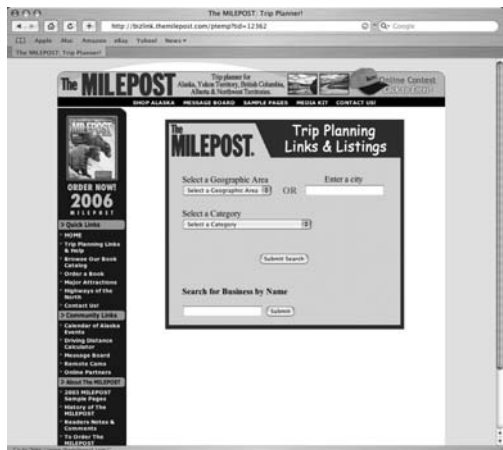 The MILEPOST: Trip Planner!
http://bizlink.themilepost.com/ptemp?tid=12362
Google
Apple Mac Amazon eBay Yahoo! News
The MILEPOST: Trip Planner!
The MILEPOST
Trip planner for
Alaska, Yukon Territory, British Columbia,
Alberta & Northwest Territories.
Online Contest
Click to Enter!
SHOP ALASKA MESSAGE BOARD SAMPLE PAGES MEDIA KIT CONTACT US!
MILEPOST
ORDER NOW!
2006
MILEPOST
> Quick Links
HOME
Trip Planning Links
& Help
Browse Our Book
Catalog
Order a Book
Major Attractions
Highways of the
North
Contact Us!
> Community Links
Calendar of Alaska
Events
Driving Distance
Calculator
Message Board
Remote Cams
Online Partners
> About The MILEPOST
2003 MILEPOST
Sample Pages
History of The
MILEPOST
Readers Notes &
Comments
To Order The
MILEPOST
The MILEPOST.
Trip Planning
Links & Listings
Select a Geographic Area
Select a Geographic Area
OR
Enter a city
Select a Category
Select a Category
Submit Search
Search for Business by Name
Submit